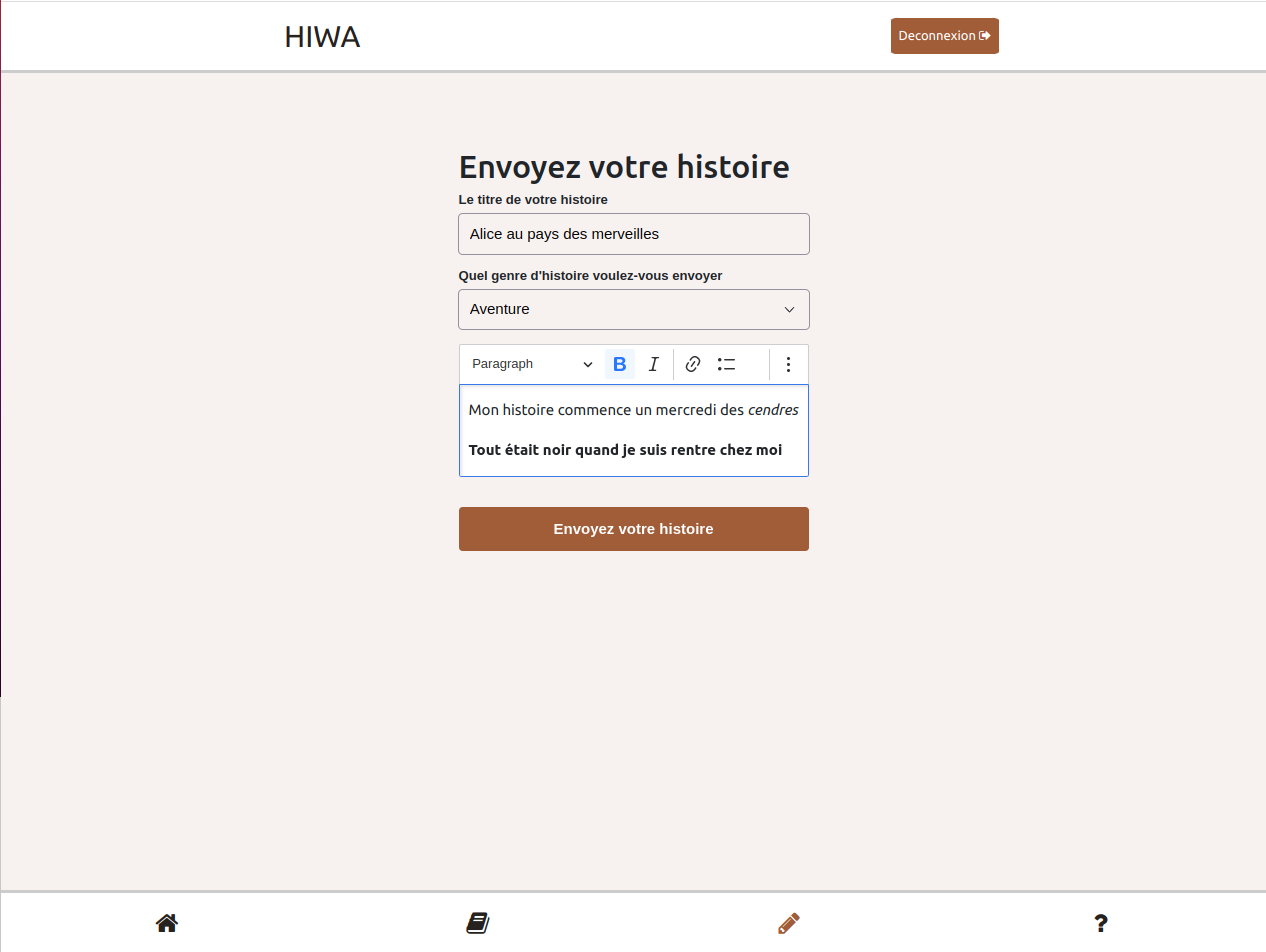 HIWA
Deconnexion
Envoyez votre histoire
Le titre de votre histoire
Alice au pays des merveilles
Quel genre d'histoire voulez-vous envoyer
Aventure
Paragraph B I
Mon histoire commence un mercredi des cendres
Tout était noir quand je suis rentre chez moi
Envoyez votre histoire
?